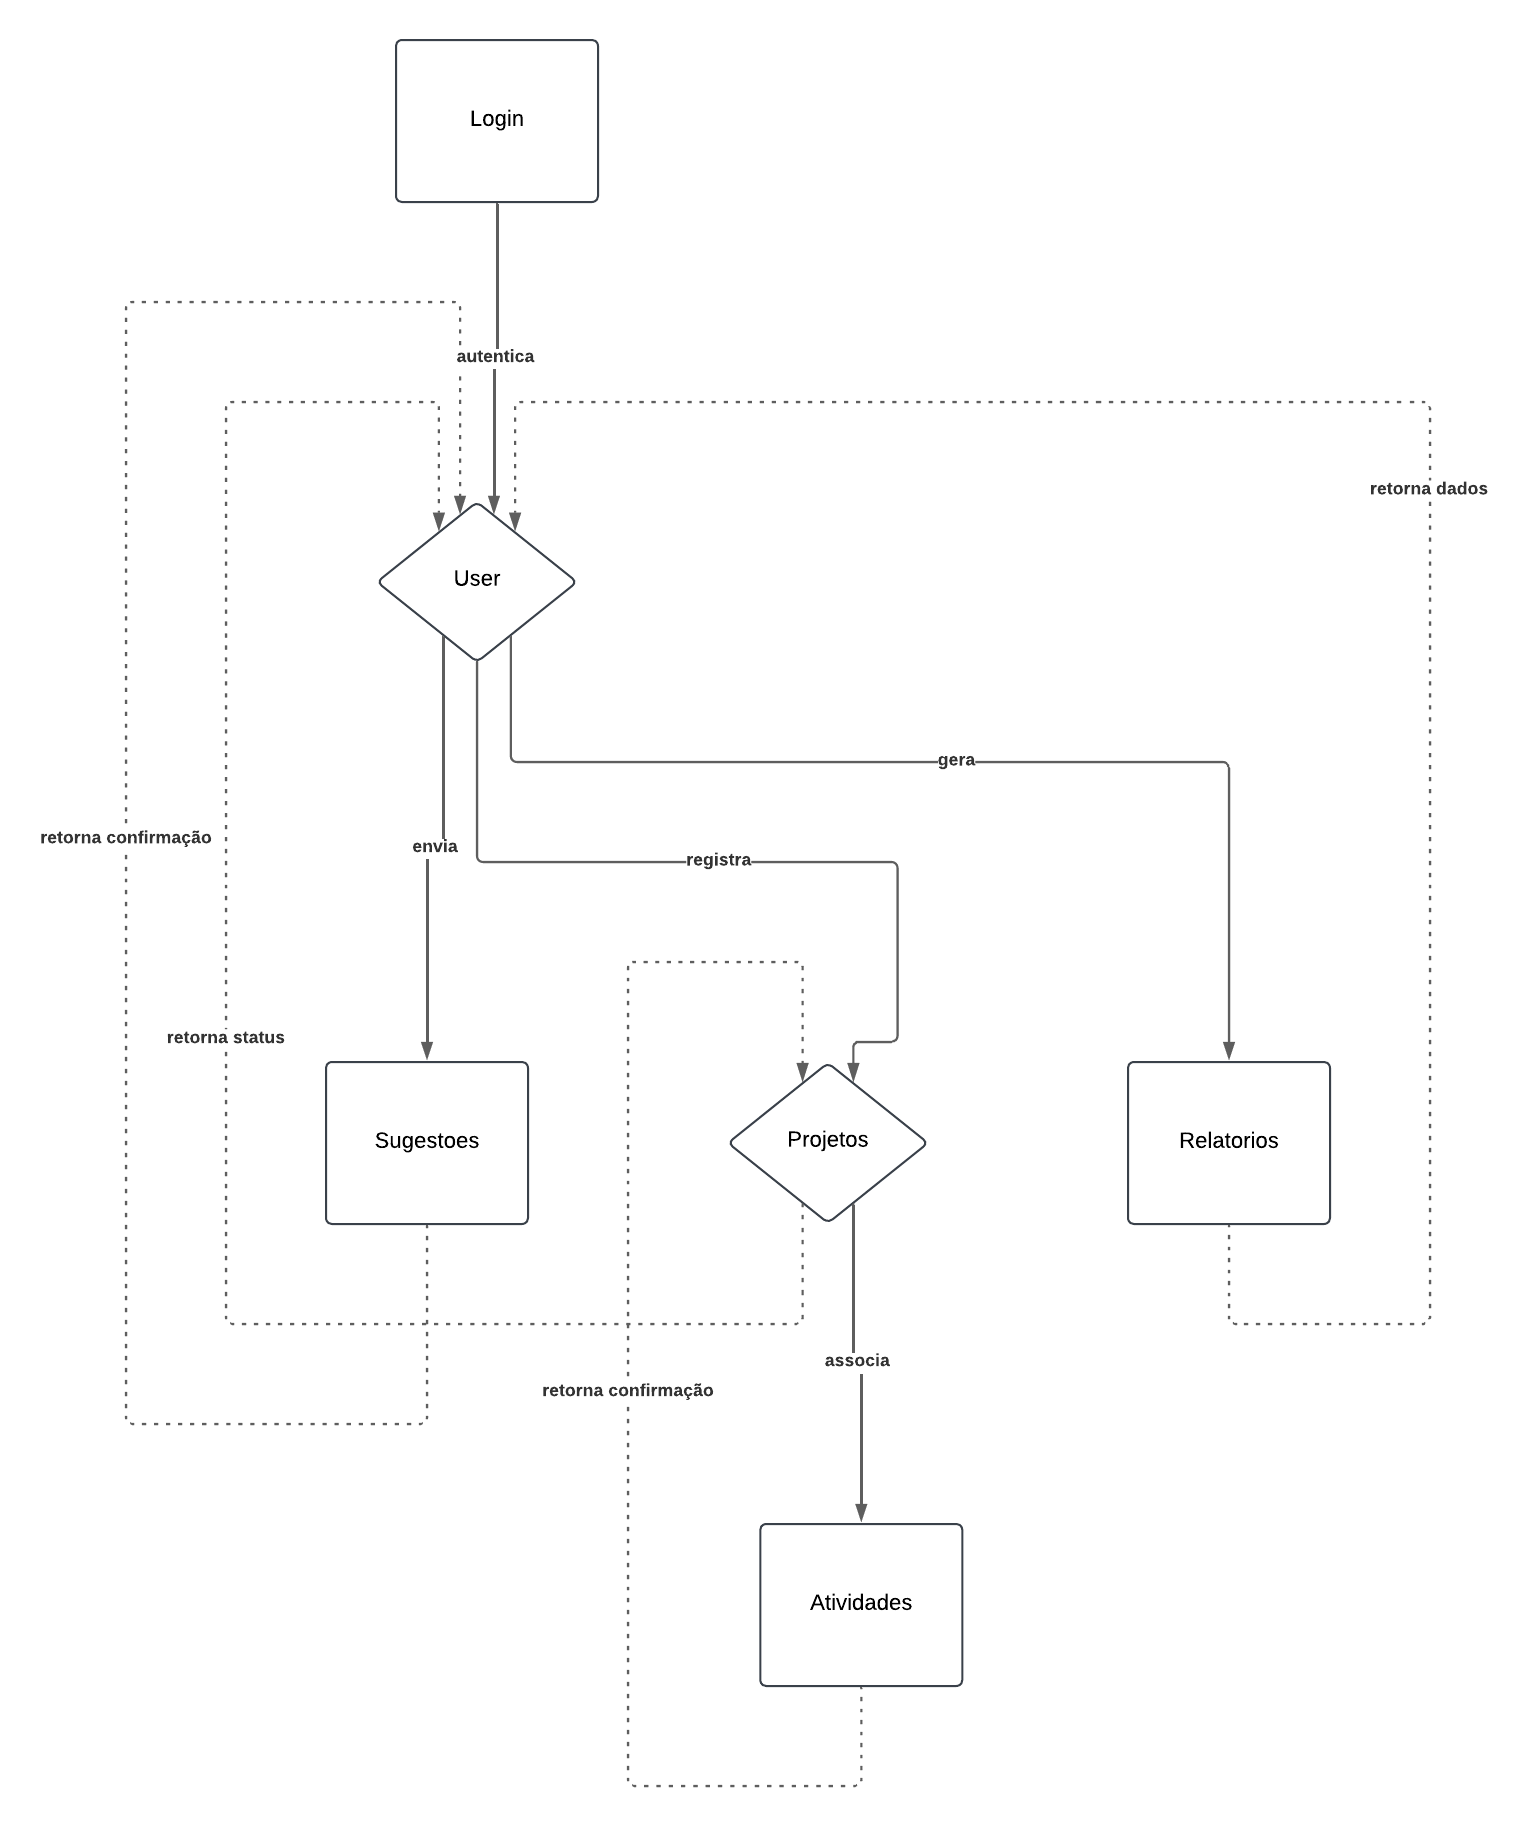 Login
autentica
retorna dados
User
gera
retorna confirmação
envia
registra
retorna status
Sugestoes
Projetos
Relatorios
associa
retorna confirmação
Atividades